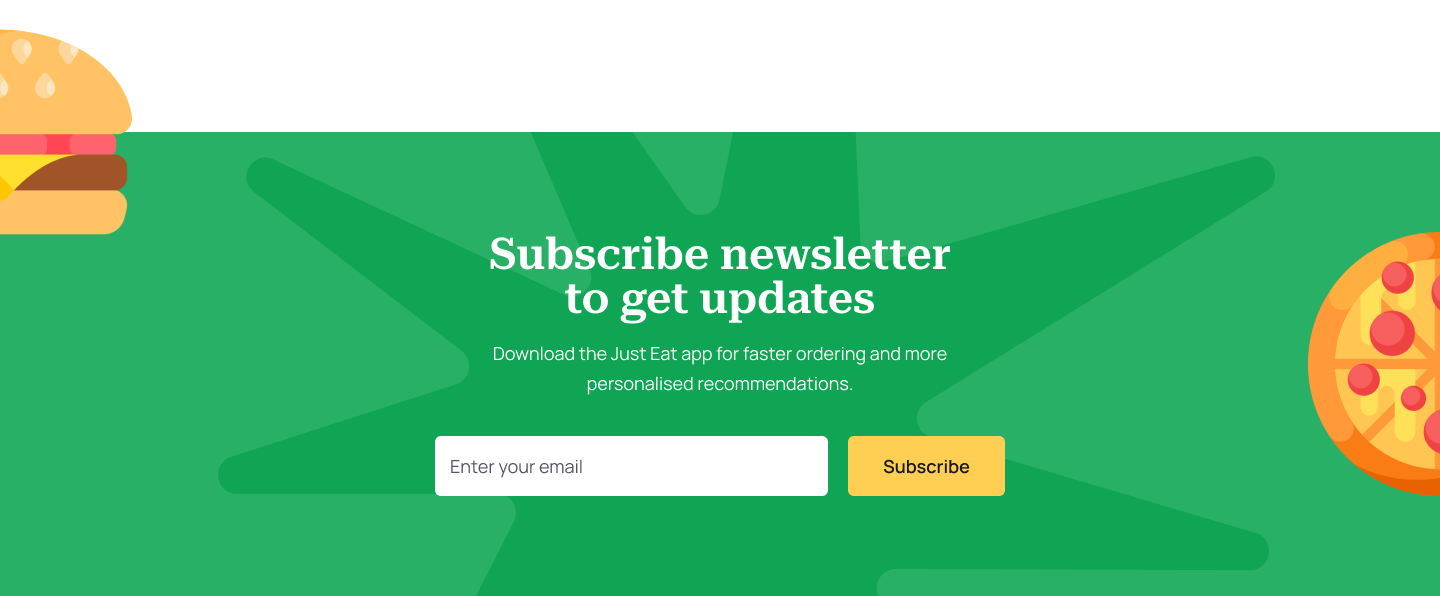 Subscribe newsletter
to get updates
Download the Just Eat app for faster ordering and more
personalised recommendations.
Enter your email
Subscribe